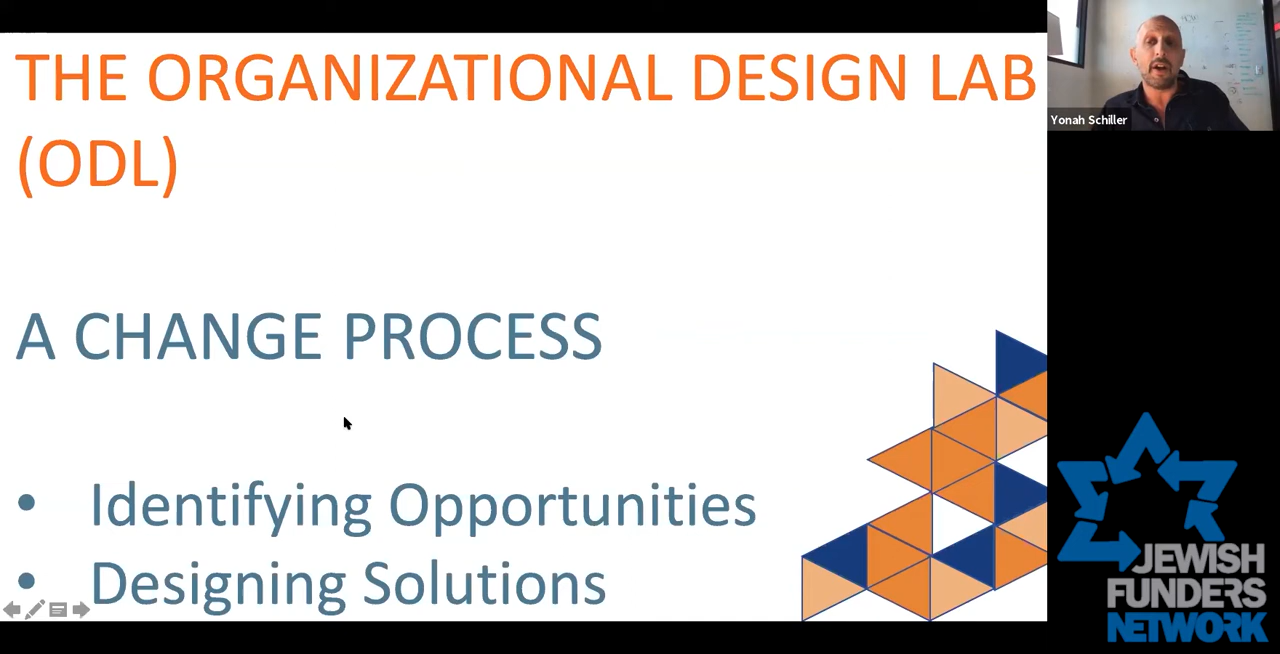 THE ORGANIZATIONAL DESIGN LAB
(ODL)
A CHANGE PROCESS
• Identifying Opportunities
• Designing Solutions
Yonah Schiller
JEWISH
FUNDERS
NETWORK